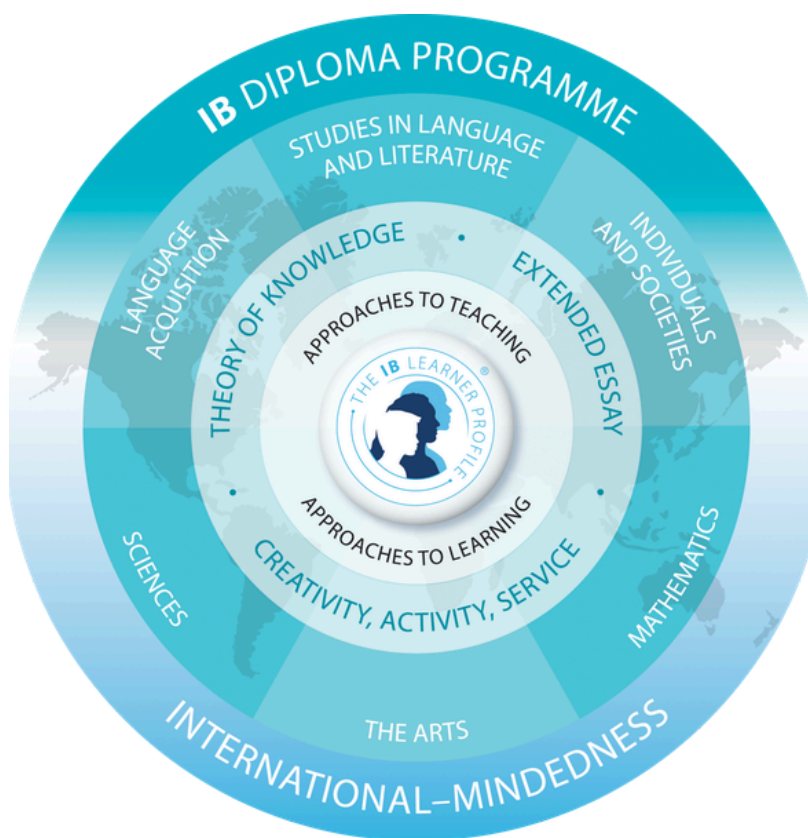 IB DIPLOMA PROGRAMME
STUDIES IN LANGUAGE
AND LITERATURE
LANGUAGE
ACQUISITION
INDIVIDUALS
AND SOCIETIES
THEORY OF KNOWLEDGE
•
EXTENDED ESSAY
APPROACHES TO TEACHING
THE IB LEARNER PROFILE
®
APPROACHES TO LEARNING
•
•
CREATIVITY, ACTIVITY, SERVICE
SCIENCES
MATHEMATICS
THE ARTS
INTERNATIONAL–MINDEDNESS